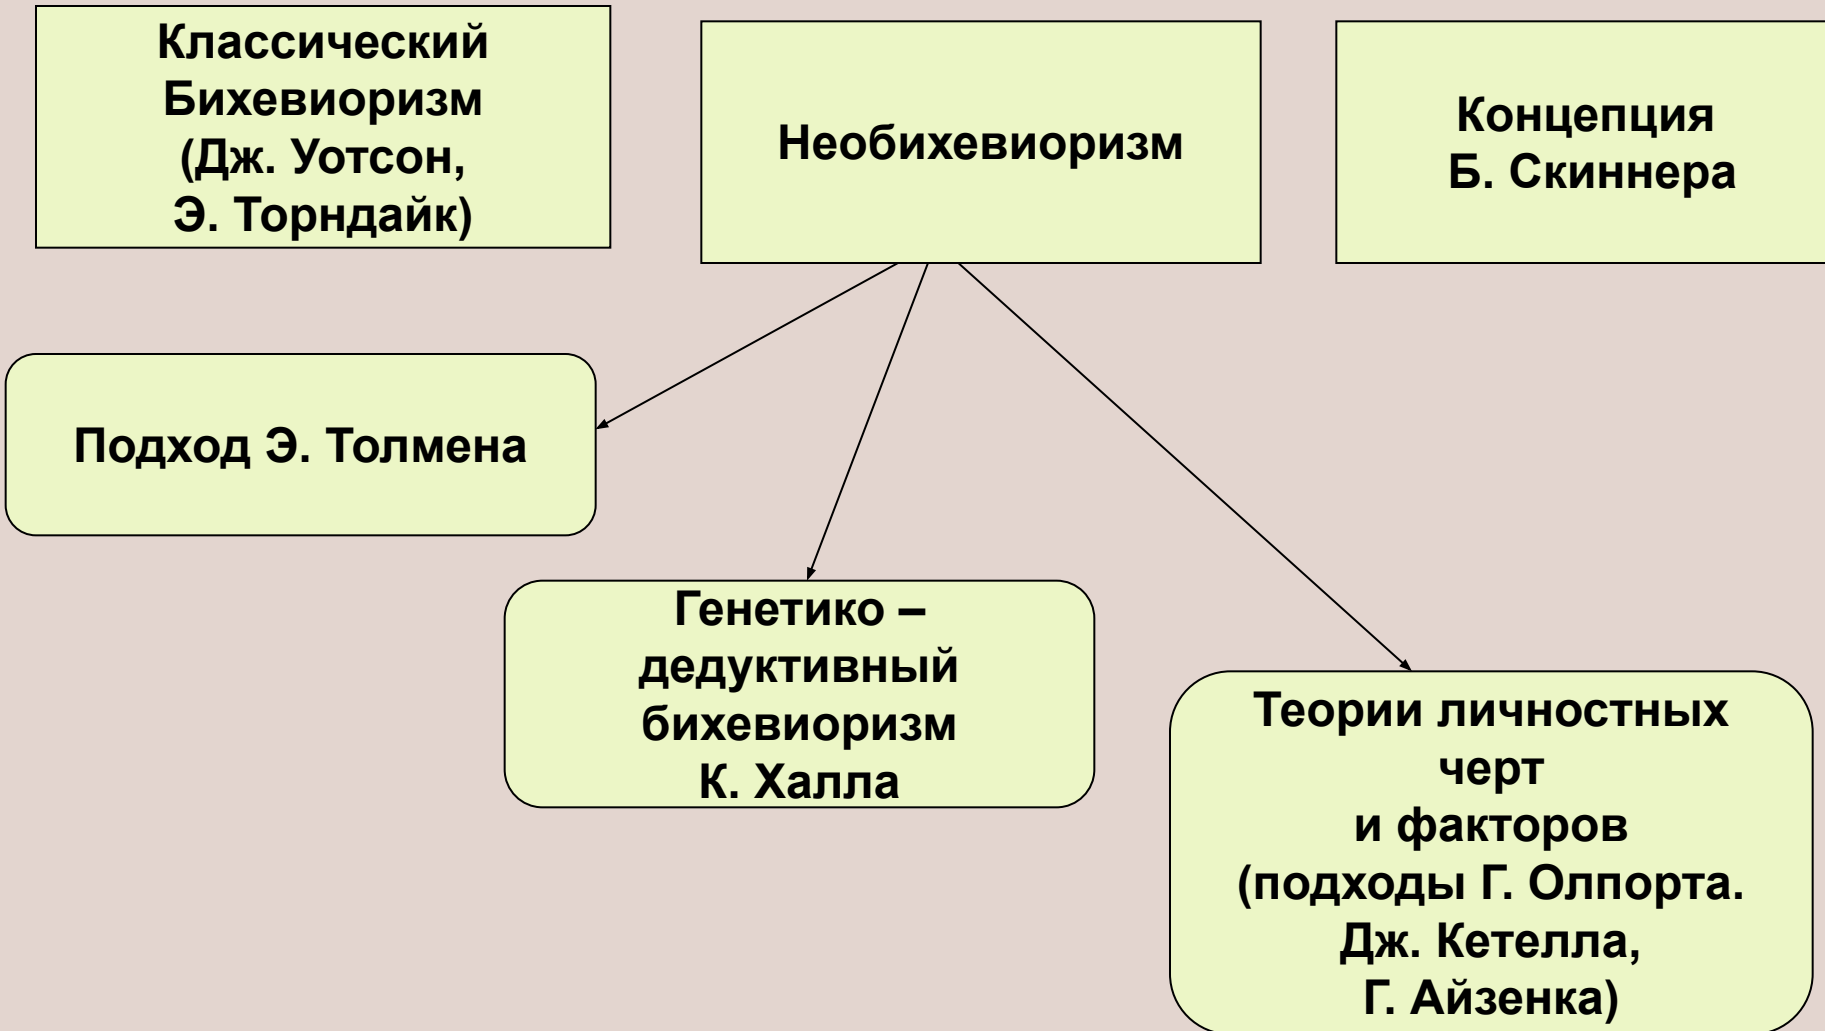 Классический
Бихевиоризм
(Дж. Уотсон,
Э. Торндайк)
Необихевиоризм
Концепция
Б. Скиннера
Подход Э. Толмена
Генетико –
дедуктивный
бихевиоризм
К. Халла
Теории личностных
черт
и факторов
(подходы Г. Олпорта.
Дж. Кетелла,
Г. Айзенка)